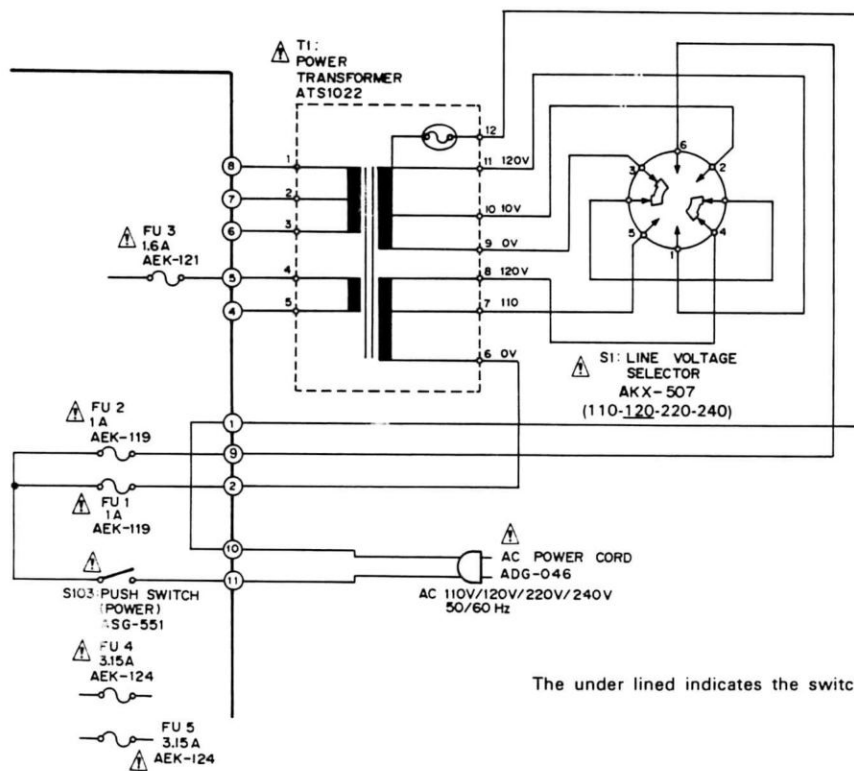 T1:
POWER
TRANSFORMER
ATS1022
12
11 120V
10 10V
9 0V
8 120V
7 110
6 0V
1
2
3
4
5
8
7
6
5
4
FU 3
1.6A
AEK-121
6
3
2
5
4
1
S1: LINE VOLTAGE
SELECTOR
AKX-507
(110-120-220-240)
FU 2
1A
AEK-119
1
9
2
FU 1
1A
AEK-119
10
11
AC POWER CORD
ADG-046
AC 110V/120V/220V/240V
50/60 Hz
S103:PUSH SWITCH
(POWER)
SG-551
FU 4
3.15A
AEK-124
FU 5
3.15A
AEK-124
The under lined indicates the switc